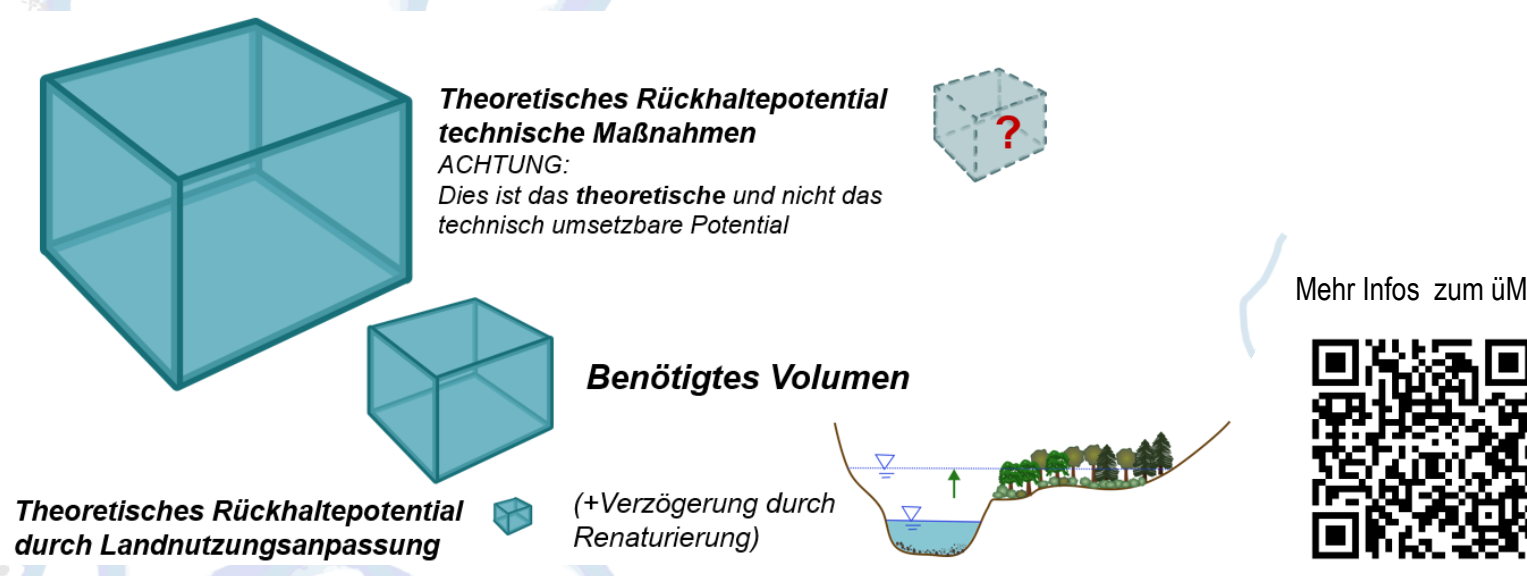 Theoretisches Rückhaltepotential
technische Maßnahmen
ACHTUNG:
Dies ist das theoretische und nicht das
technisch umsetzbare Potential
?
Mehr Infos zum üM
Benötigtes Volumen
Theoretisches Rückhaltepotential
durch Landnutzungsanpassung
(+Verzögerung durch
Renaturierung)